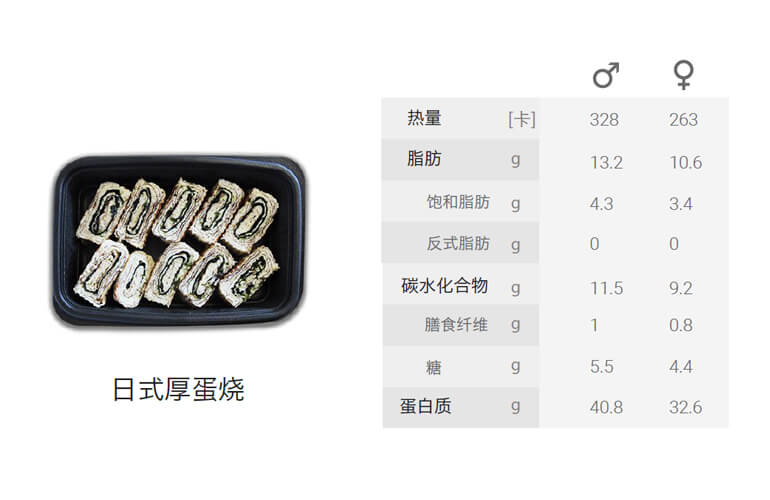 ♂ ♀
热量 [卡] 328 263
脂肪 g 13.2 10.6
饱和脂肪 g 4.3 3.4
反式脂肪 g 0 0
碳水化合物 g 11.5 9.2
膳食纤维 g 1 0.8
糖 g 5.5 4.4
蛋白质 g 40.8 32.6
日式厚蛋烧